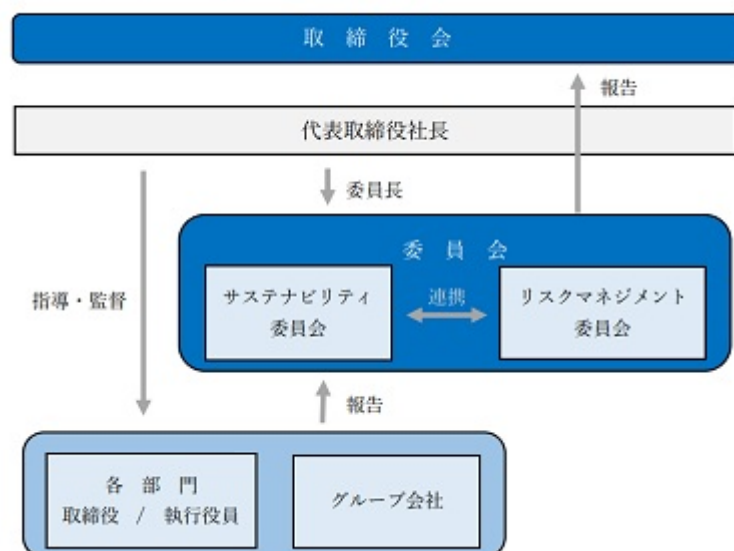 取 締 役 会
報告
代表取締役社長
委員長
委 員 会
指導・監督
サステナビリティ
委員会
連携
リスクマネジメント
委員会
報告
各 部 門
取締役 / 執行役員
グループ会社